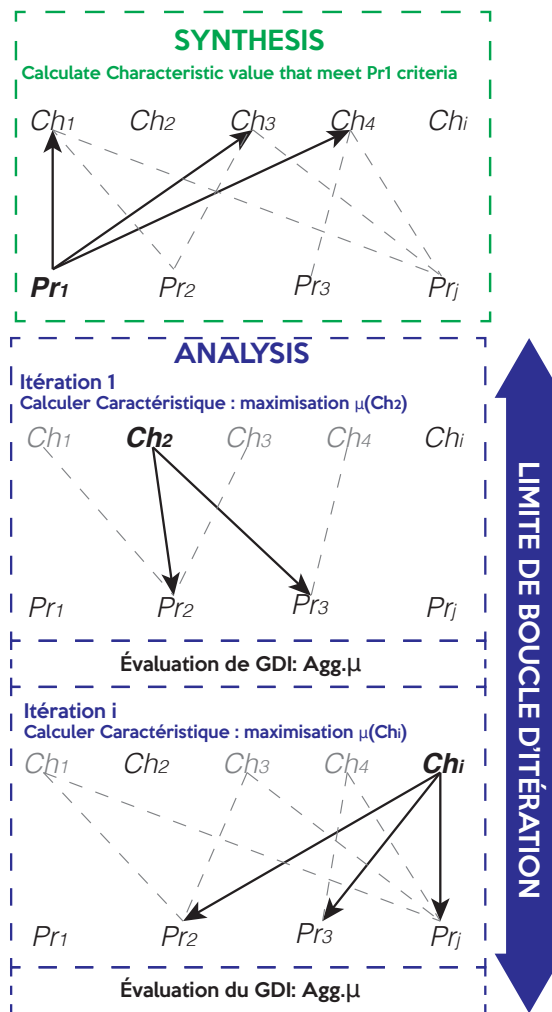 SYNTHESIS
Calculate Characteristic value that meet Pr1 criteria
Ch1 Ch2 Ch3 Ch4 Chi
Pr1 Pr2 Pr3 Prj
ANALYSIS
Itération 1
Calculer Caractéristique : maximisation μ(Ch2)
Ch1 Ch2 Ch3 Ch4 Chi
Pr1 Pr2 Pr3 Prj
Évaluation de GDI: Agg.μ
Itération i
Calculer Caractéristique : maximisation μ(Chi)
Ch1 Ch2 Ch3 Ch4 Chi
Pr1 Pr2 Pr3 Prj
Évaluation du GDI: Agg.μ
LIMITE DE BOUCLE D'ITÉRATION